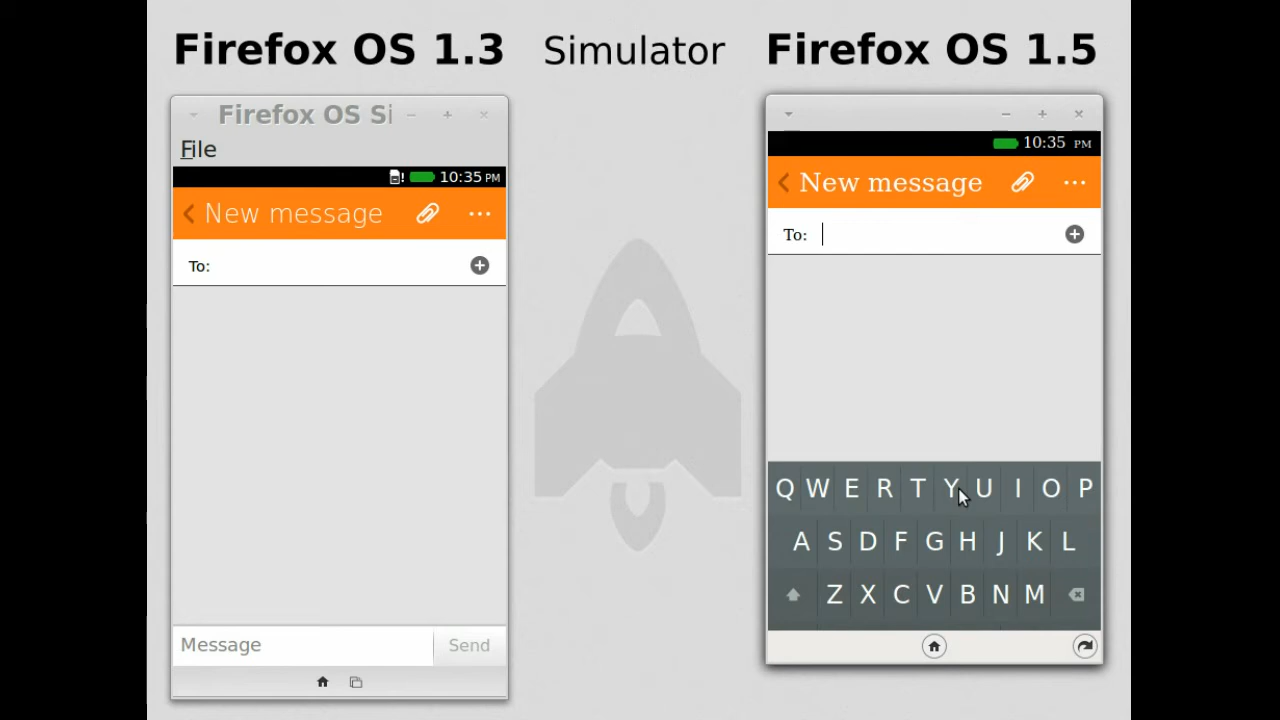 Firefox OS 1.3 Simulator Firefox OS 1.5
Firefox OS Si
File
10:35 PM
New message
To:
Message Send
10:35 PM
New message
To:
Q W E R T Y U I O P
A S D F G H J K L
Z X C V B N M